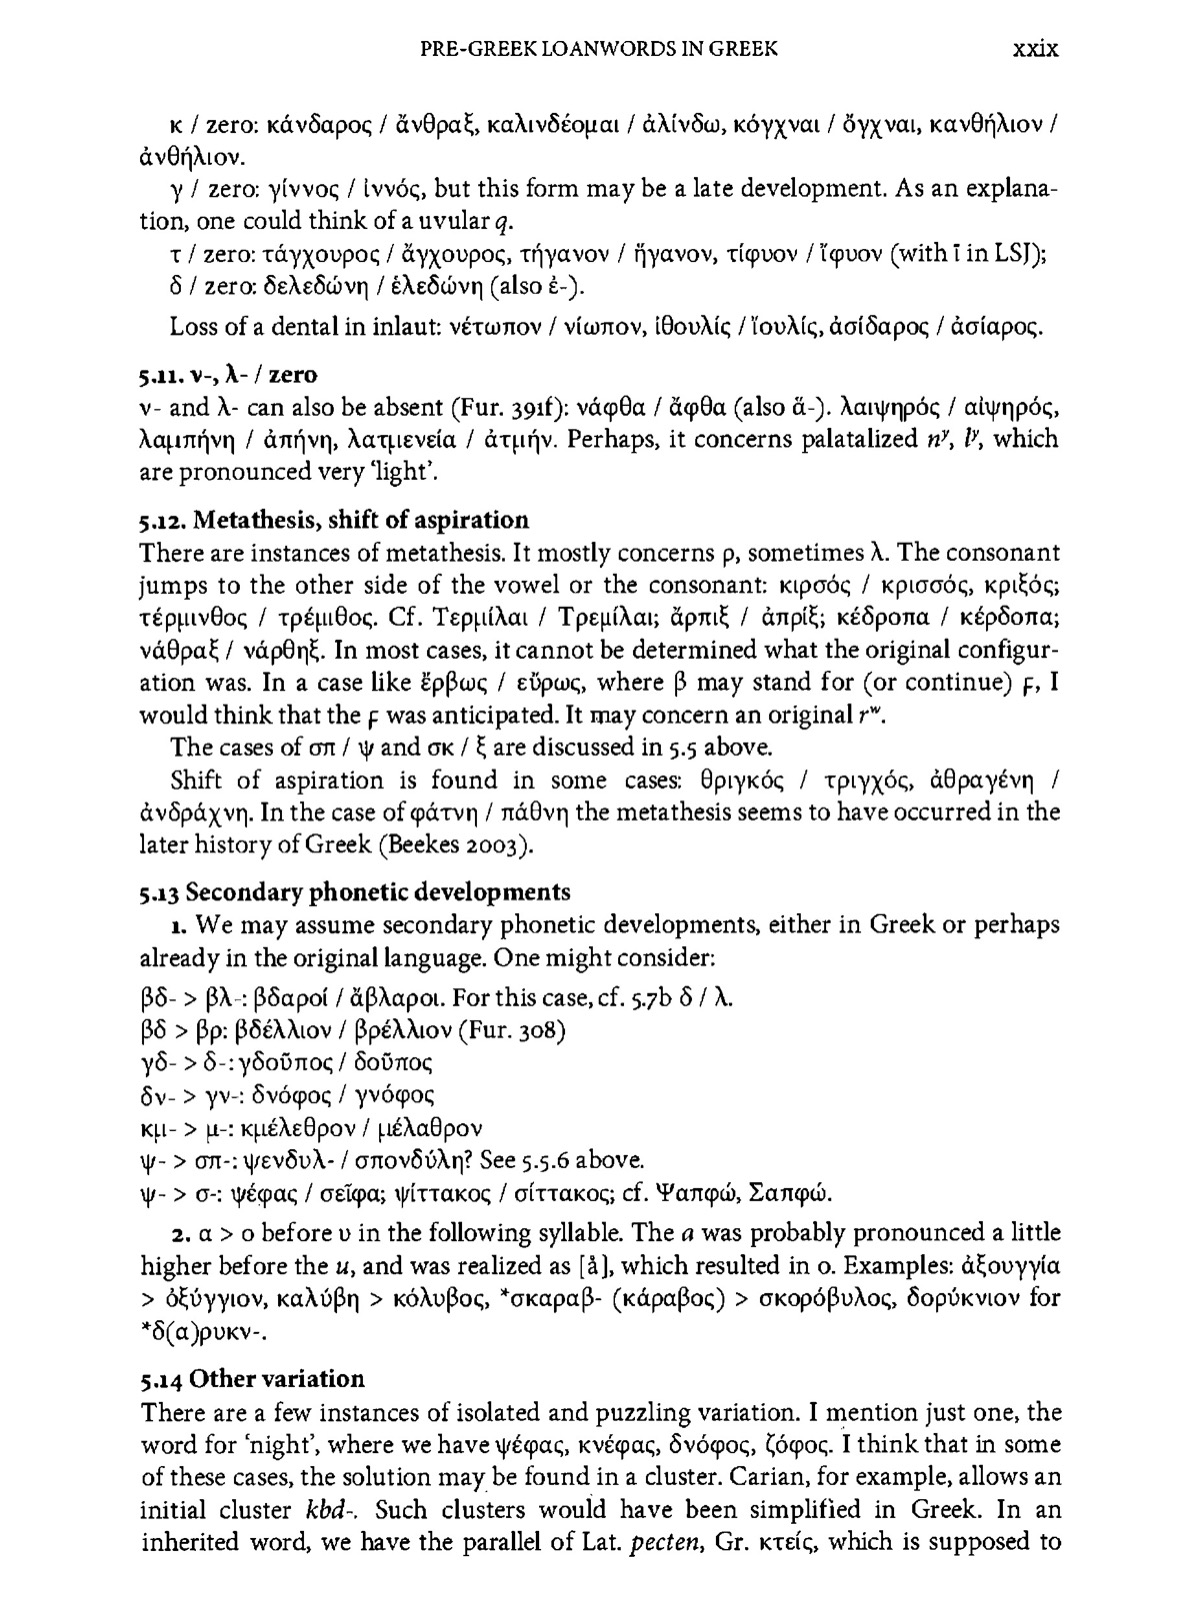 PRE-GREEK LOANWORDS IN GREEK xxix
κ / zero: κάνδαρος / ἄνθραξ, καλινδέομαι / ἀλίνδω, κόγχναι / ὄγχναι, κανθήλιον /
ἀνθήλιον.
γ / zero: γίννος / ἰννός, but this form may be a late development. As an explana-
tion, one could think of a uvular q.
τ / zero: τάγχουρος / ἄγχουρος, τήγανον / ἤγανον, τίφυον / ἴφυον (with ῑ in LSJ);
δ / zero: δελεδώνη / ἑλεδώνη (also ἐ-).
Loss of a dental in inlaut: νέτωπον / νίωπον, ἰθουλίς / ἴουλίς, ἀσίδαρος / ἀσίαρος.
5.11. ν-, λ- / zero
ν- and λ- can also be absent (Fur. 391f): νάφθα / ἄφθα (also ἅ-). λαιψηρός / αἰψηρός,
λαμπήνη / ἀπήνη, λατμενεία / ἀτμήν. Perhaps, it concerns palatalized nʸ, lʸ, which
are pronounced very ‘light’.
5.12. Metathesis, shift of aspiration
There are instances of metathesis. It mostly concerns ρ, sometimes λ. The consonant
jumps to the other side of the vowel or the consonant: κιρσός / κρισσός, κριξός;
τέρμινθος / τρέμιθος. Cf. Τερμίλαι / Τρεμίλαι; ἄρπιξ / ἀπρίξ; κέδροπα / κέρδοπα;
νάθραξ / νάρθηξ. In most cases, it cannot be determined what the original configur-
ation was. In a case like ἔρβως / εὔρως, where β may stand for (or continue) ϝ, I
would think that the ϝ was anticipated. It may concern an original rʷ.
The cases of σπ / ψ and σκ / ξ are discussed in 5.5 above.
Shift of aspiration is found in some cases: θριγκός / τριγχός, ἀθραγένη /
ἀνδράχνη. In the case of φάτνη / πάθνη the metathesis seems to have occurred in the
later history of Greek (Beekes 2003).
5.13 Secondary phonetic developments
1. We may assume secondary phonetic developments, either in Greek or perhaps
already in the original language. One might consider:
βδ- > βλ-: βδαροί / ἄβλαροι. For this case, cf. 5.7b δ / λ.
βδ > βρ: βδέλλιον / βρέλλιον (Fur. 308)
γδ- > δ-: γδοῦπος / δοῦπος
δν- > γν-: δνόφος / γνόφος
κμ- > μ-: κμέλεθρον / μέλαθρον
ψ- > σπ-: ψενδυλ- / σπονδύλη? See 5.5.6 above.
ψ- > σ-: ψέφας / σεῖφα; ψίττακος / σίττακος; cf. Ψαπφώ, Σαπφώ.
2. α > ο before υ in the following syllable. The a was probably pronounced a little
higher before the u, and was realized as [å], which resulted in ο. Examples: ἀξουγγία
> ὀξύγγιον, καλύβη > κόλυβος, *σκαραβ- (κάραβος) > σκορόβυλος, δορύκνιον for
*δ(α)ρυκν-.
5.14 Other variation
There are a few instances of isolated and puzzling variation. I mention just one, the
word for ‘night’, where we have ψέφας, κνέφας, δνόφος, ζόφος. I think that in some
of these cases, the solution may be found in a cluster. Carian, for example, allows an
initial cluster kbd-. Such clusters would have been simplified in Greek. In an
inherited word, we have the parallel of Lat. pecten, Gr. κτείς, which is supposed to